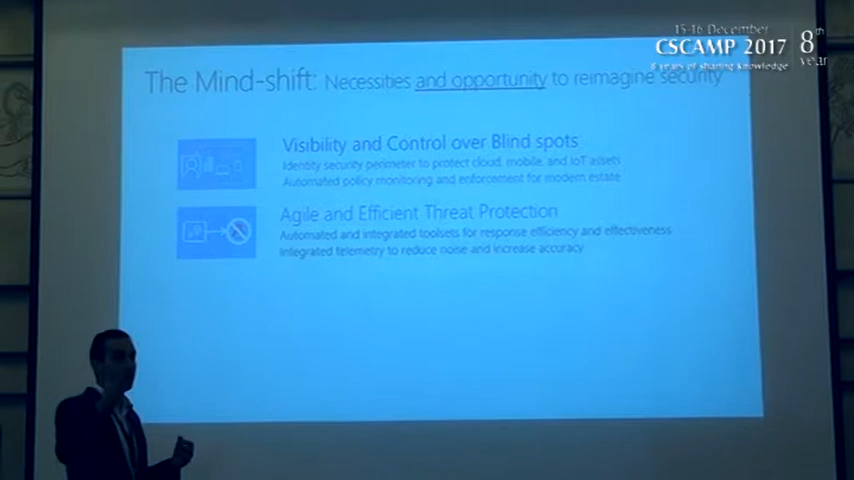 15-16 December
CSCAMP 2017
8th year
8 years of sharing knowledge
The Mind-shift: Necessities and opportunity to reimagine security
Visibility and Control over Blind spots
Identity security perimeter to protect cloud, mobile, and IoT assets
Automated policy monitoring and enforcement for modern estate
Agile and Efficient Threat Protection
Automated and integrated toolsets for response efficiency and effectiveness
Integrated telemetry to reduce noise and increase accuracy